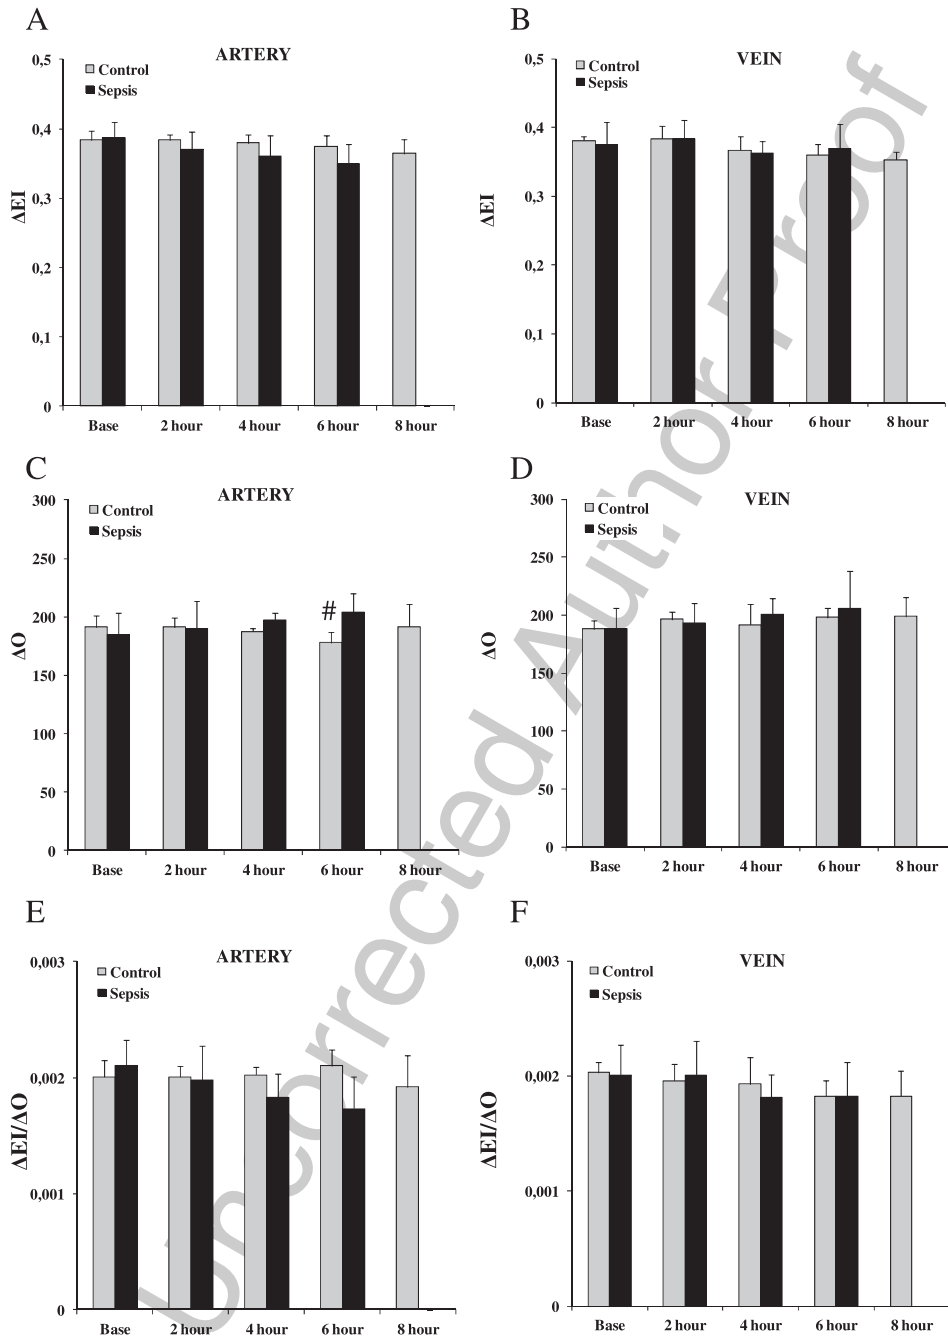 A
ARTERY
Control
Sepsis
0,5
0,4
0,3
0,2
0,1
0
ΔEI
Base 2 hour 4 hour 6 hour 8 hour
B
VEIN
Control
Sepsis
0,5
0,4
0,3
0,2
0,1
0
ΔEI
Base 2 hour 4 hour 6 hour 8 hour
C
ARTERY
Control
Sepsis
300
250
200
150
100
50
0
ΔO
#
Base 2 hour 4 hour 6 hour 8 hour
D
VEIN
Control
Sepsis
300
250
200
150
100
50
0
ΔO
Base 2 hour 4 hour 6 hour 8 hour
E
ARTERY
Control
Sepsis
0,003
0,002
0,001
0
ΔEI/ΔO
Base 2 hour 4 hour 6 hour 8 hour
F
VEIN
Control
Sepsis
0,003
0,002
0,001
0
ΔEI/ΔO
Base 2 hour 4 hour 6 hour 8 hour
Uncorrected Author Proof